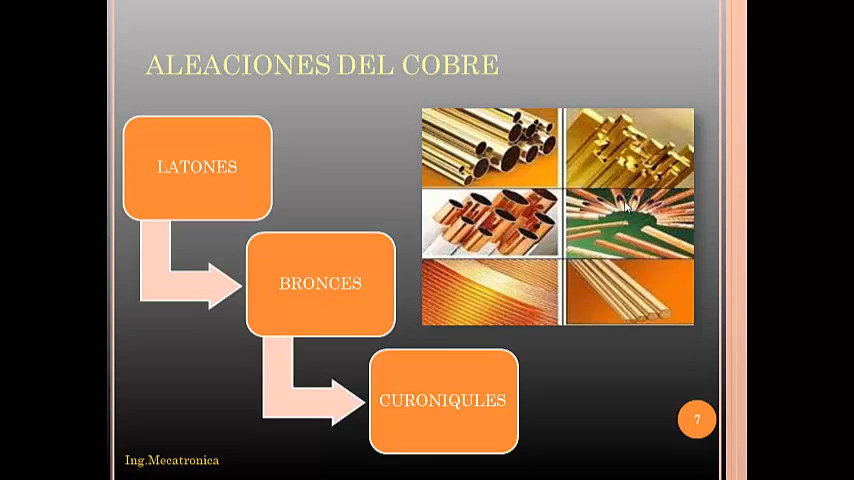 ALEACIONES DEL COBRE
LATONES
BRONCES
CURONIQULES
7
Ing.Mecatronica